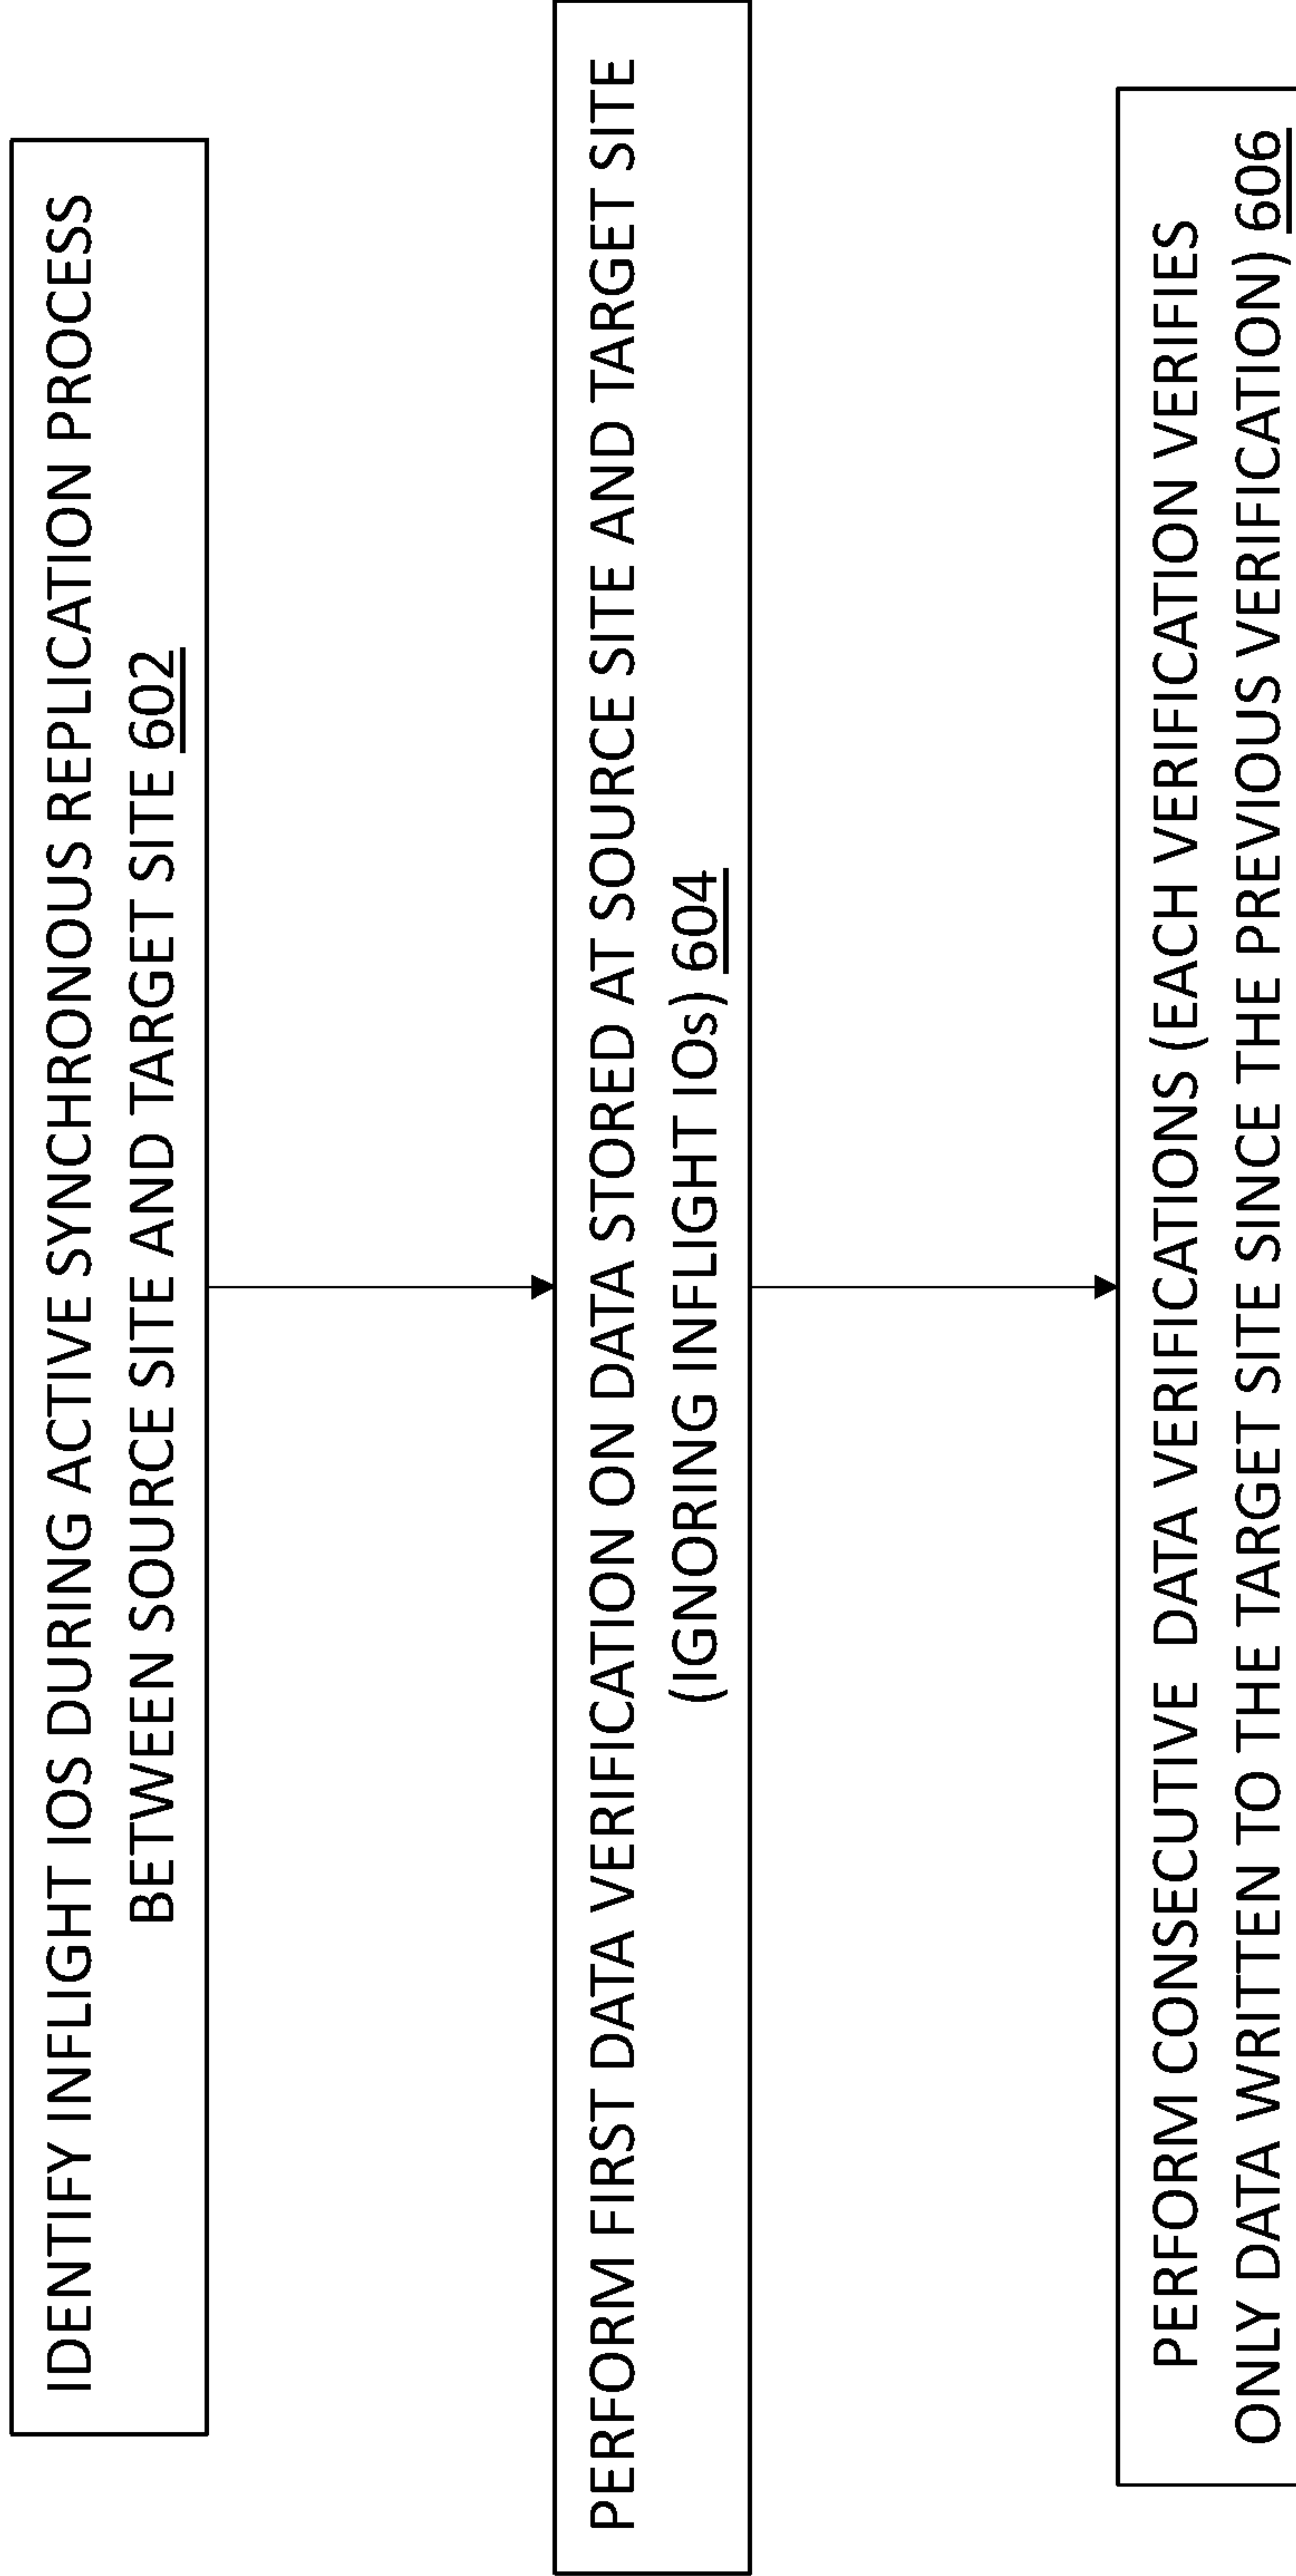 IDENTIFY INFLIGHT IOS DURING ACTIVE SYNCHRONOUS REPLICATION PROCESS
BETWEEN SOURCE SITE AND TARGET SITE 602
PERFORM FIRST DATA VERIFICATION ON DATA STORED AT SOURCE SITE AND TARGET SITE
(IGNORING INFLIGHT IOs) 604
PERFORM CONSECUTIVE DATA VERIFICATIONS (EACH VERIFICATION VERIFIES
ONLY DATA WRITTEN TO THE TARGET SITE SINCE THE PREVIOUS VERIFICATION) 606